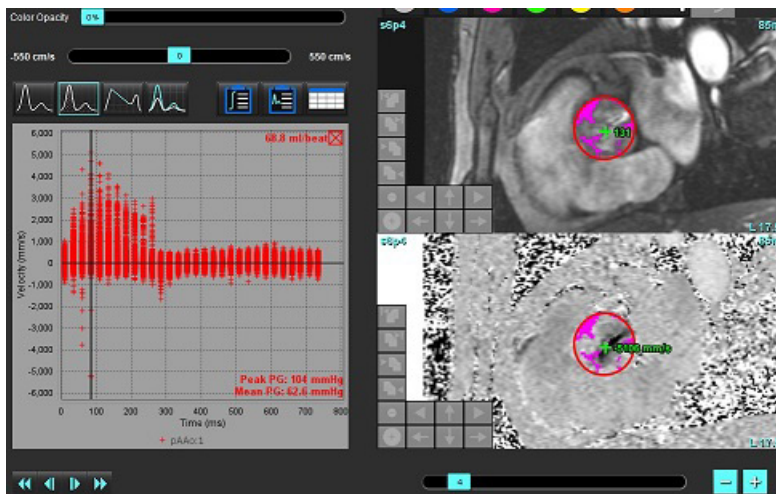 Color Opacity 0%
-550 cm/s 0 550 cm/s
68.8 ml/beat
6,000
5,000
4,000
3,000
2,000
1,000
0
-1,000
-2,000
-3,000
-4,000
-5,000
-6,000
Velocity (mm/s)
Peak PG: 104 mmHg
Mean PG: 62.6 mmHg
0 100 200 300 400 500 600 700 800
Time (ms)
+ pAAo:1
s6p4
131
s6p4
-5106 mm/s
4
− +